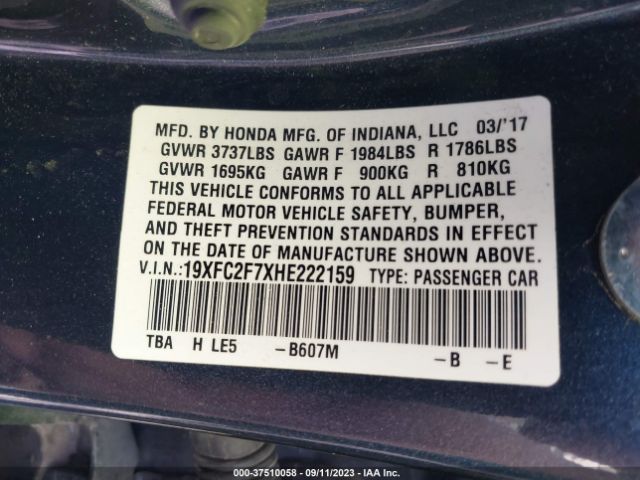 MFD. BY HONDA MFG. OF INDIANA, LLC 03/'17
GVWR 3737LBS GAWR F 1984LBS R 1786LBS
GVWR 1695KG GAWR F 900KG R 810KG
THIS VEHICLE CONFORMS TO ALL APPLICABLE
FEDERAL MOTOR VEHICLE SAFETY, BUMPER,
AND THEFT PREVENTION STANDARDS IN EFFECT
ON THE DATE OF MANUFACTURE SHOWN ABOVE.
V.I.N.:19XFC2F7XHE222159 TYPE: PASSENGER CAR
TBA H LE5 -B607M -B -E
000-37510058 - 09/11/2023 - IAA Inc.